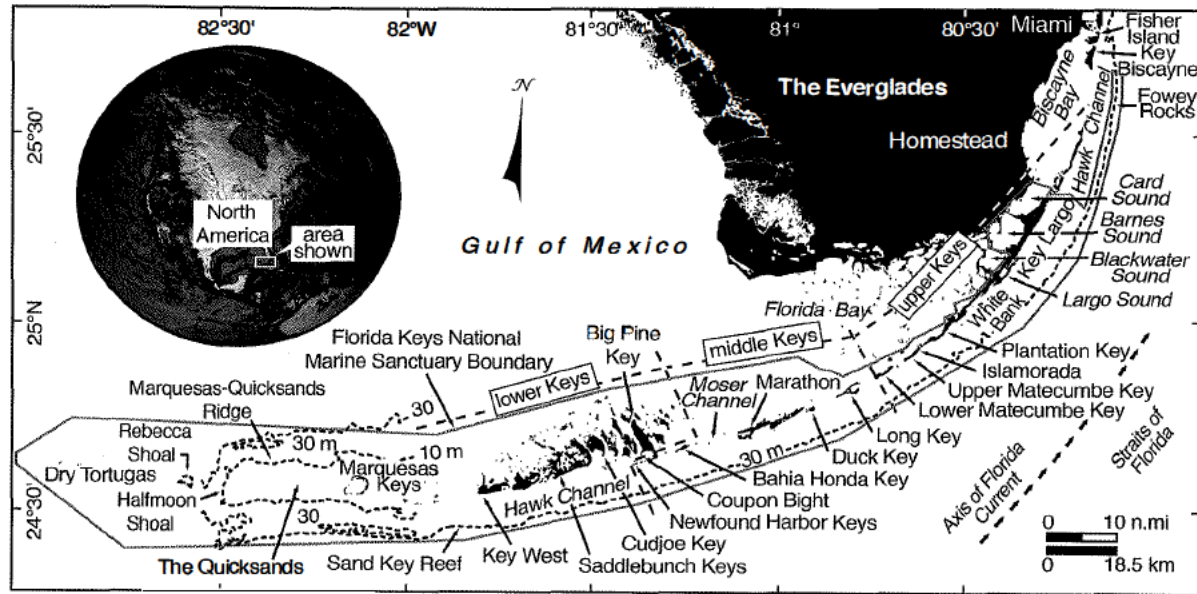 82°30'
82°W
81°
80°30'
Miami
Fisher
Island
Key
Biscayne
Fowey
Rocks
Biscayne
Bay
Hawk Channel
25°30'
25°N
24°30'
N
The Everglades
Homestead
North
America
area
shown
Gulf of Mexico
Card
Sound
Barnes
Sound
Blackwater
Sound
Largo Sound
Key Largo
White
Bank
upper Keys
Florida Bay
middle Keys
Big Pine
Key
Florida Keys National
Marine Sanctuary Boundary
lower Keys
Moser
Channel
Marathon
Plantation Key
Islamorada
Upper Matecumbe Key
Lower Matecumbe Key
Long Key
Duck Key
Bahia Honda Key
Coupon Bight
Newfound Harbor Keys
Cudjoe Key
Saddlebunch Keys
Key West
Sand Key Reef
Hawk Channel
30 m
Marquesas-Quicksands
Ridge
30
Rebecca
Shoal
30 m
10 m
Dry Tortugas
Marquesas
Keys
Halfmoon
Shoal
30
The Quicksands
Axis of Florida
Current
Straits of
Florida
0 10 n.mi
0 18.5 km